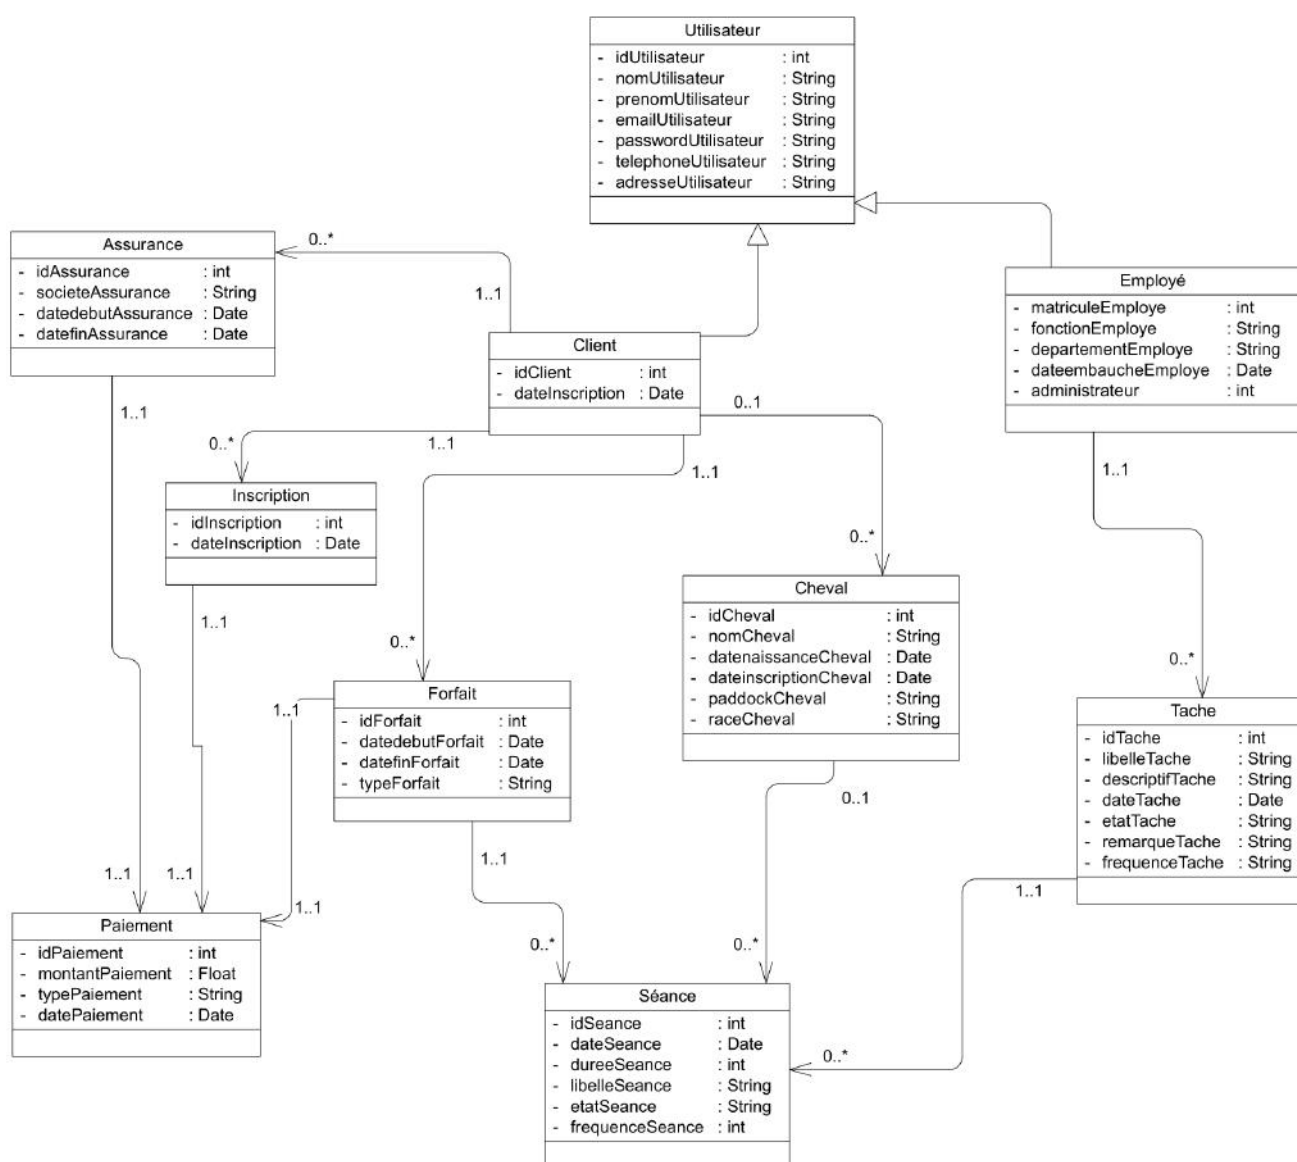 Utilisateur
- idUtilisateur : int
- nomUtilisateur : String
- prenomUtilisateur : String
- emailUtilisateur : String
- passwordUtilisateur : String
- telephoneUtilisateur : String
- adresseUtilisateur : String
Assurance
- idAssurance : int
- societeAssurance : String
- datedebutAssurance : Date
- datefinAssurance : Date
0..*
1..1
Employé
- matriculeEmploye : int
- fonctionEmploye : String
- departementEmploye : String
- dateembaucheEmploye : Date
- administrateur : int
Client
- idClient : int
- dateInscription : Date
1..1
0..*
1..1
1..1
0..1
1..1
Inscription
- idInscription : int
- dateInscription : Date
1..1
0..*
0..*
Cheval
- idCheval : int
- nomCheval : String
- datenaissanceCheval : Date
- dateinscriptionCheval : Date
- paddockCheval : String
- raceCheval : String
0..*
1..1
Forfait
- idForfait : int
- datedebutForfait : Date
- datefinForfait : Date
- typeForfait : String
Tache
- idTache : int
- libelleTache : String
- descriptifTache : String
- dateTache : Date
- etatTache : String
- remarqueTache : String
- frequenceTache : String
1..1
0..1
1..1
1..1
1..1
1..1
Paiement
- idPaiement : int
- montantPaiement : Float
- typePaiement : String
- datePaiement : Date
0..*
0..*
Séance
- idSeance : int
- dateSeance : Date
- dureeSeance : int
- libelleSeance : String
- etatSeance : String
- frequenceSeance : int
0..*